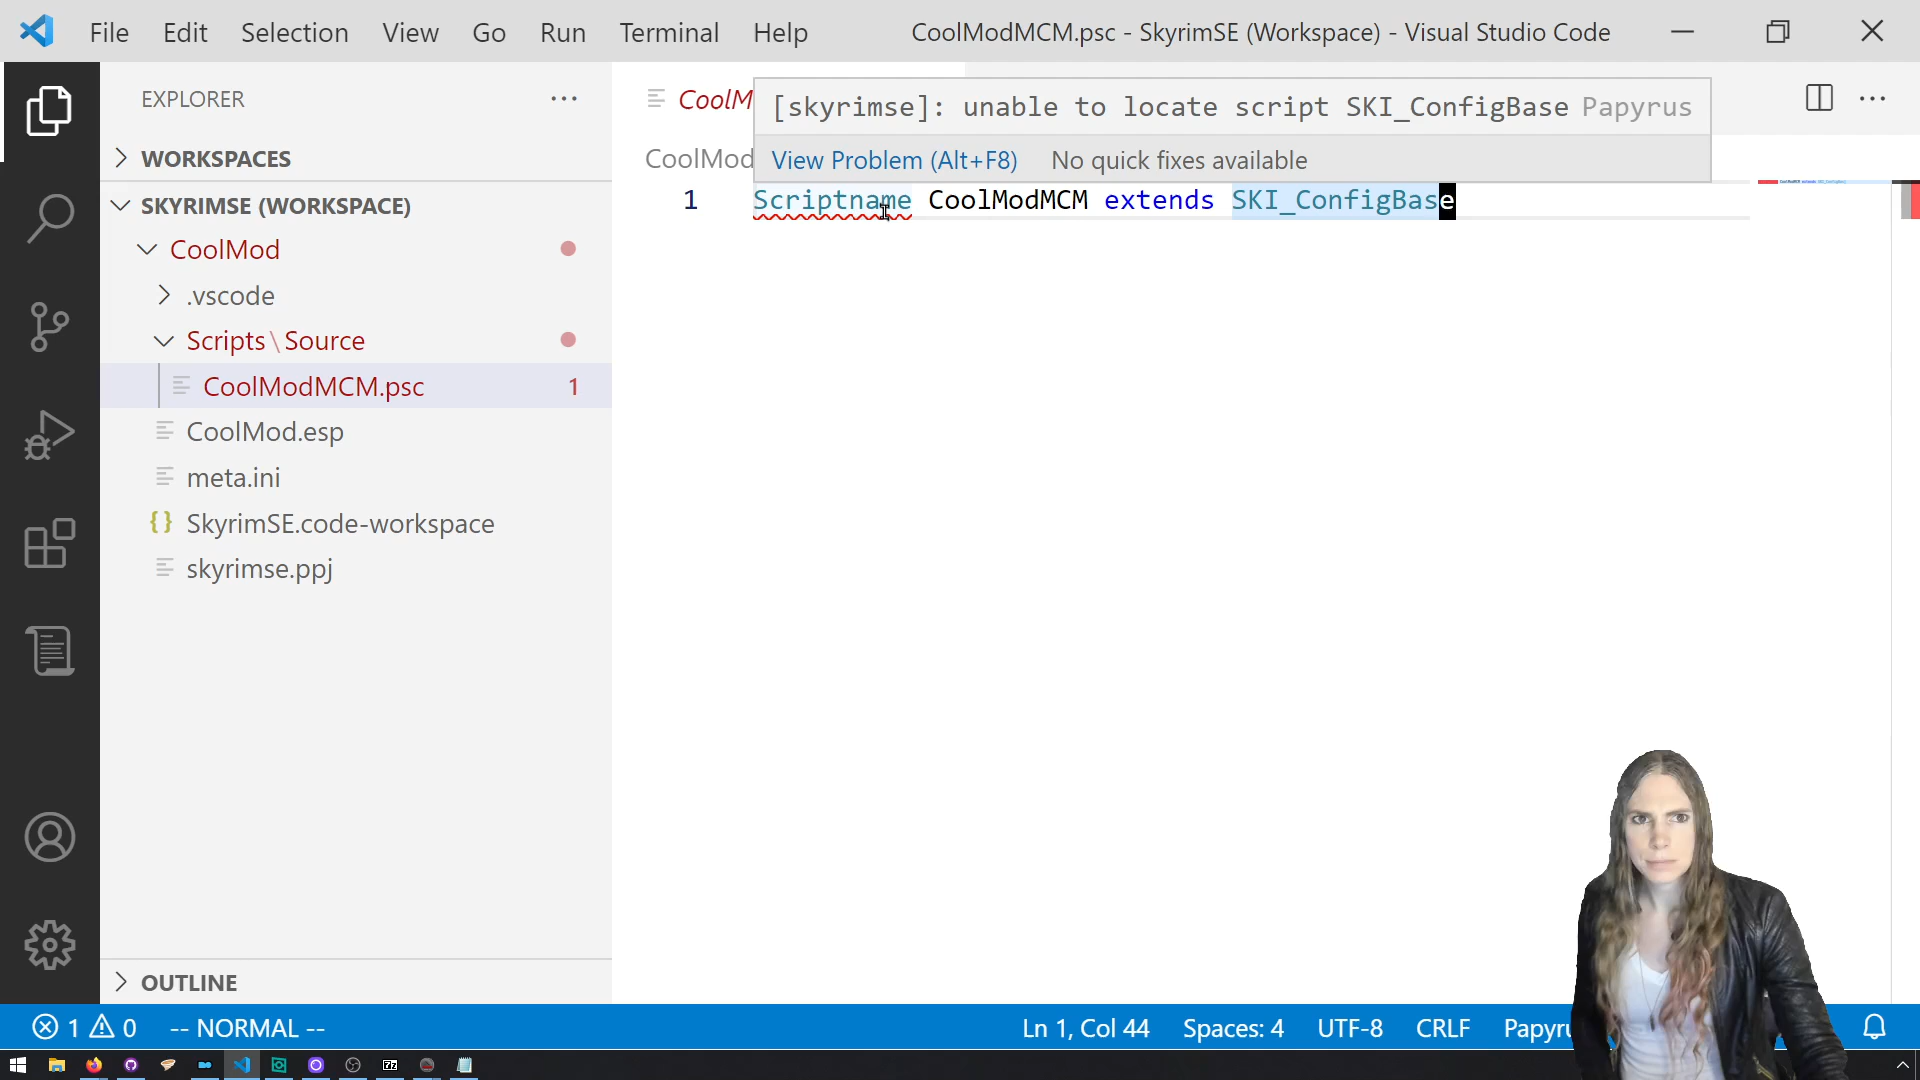 File Edit Selection View Go Run Terminal Help CoolModMCM.psc - SkyrimSE (Workspace) - Visual Studio Code
EXPLORER
WORKSPACES
SKYRIMSE (WORKSPACE)
CoolMod
.vscode
Scripts\Source
CoolModMCM.psc 1
CoolMod.esp
meta.ini
{} SkyrimSE.code-workspace
skyrimse.ppj
OUTLINE
CoolM
[skyrimse]: unable to locate script SKI_ConfigBase Papyrus
CoolMod
View Problem (Alt+F8) No quick fixes available
1 Scriptname CoolModMCM extends SKI_ConfigBase
1 0 -- NORMAL -- Ln 1, Col 44 Spaces: 4 UTF-8 CRLF Papyru
7z